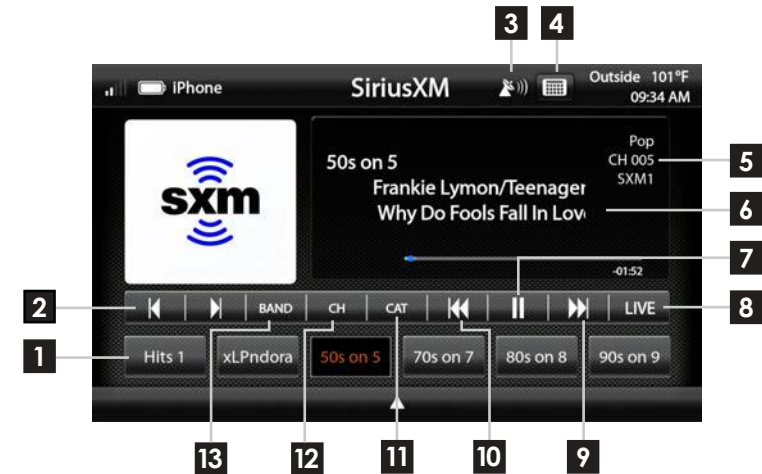 3 4
iPhone SiriusXM Outside 101°F
09:34 AM
sxm
Pop
50s on 5 CH 005 5
SXM1
Frankie Lymon/Teenager
Why Do Fools Fall In Lov 6
7
-01:52
2 BAND CH CAT LIVE 8
1 Hits 1 xLPndora 50s on 5 70s on 7 80s on 8 90s on 9
13 12 11 10 9